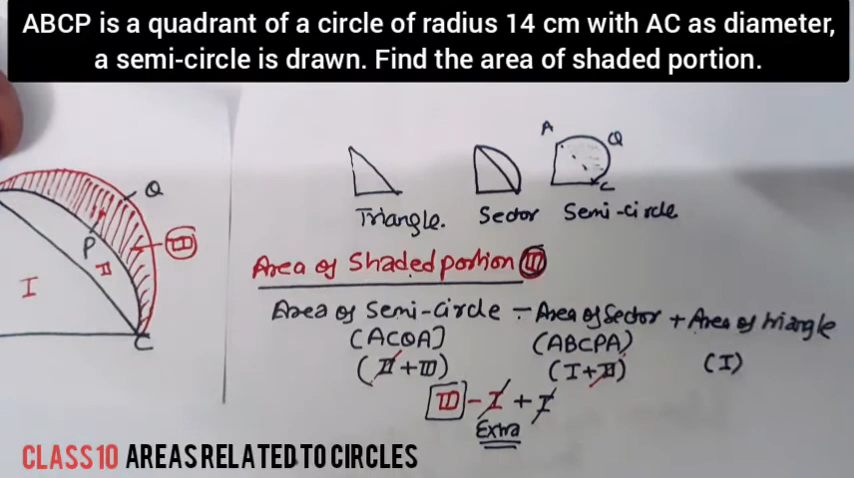 ABCP is a quadrant of a circle of radius 14 cm with AC as diameter,
a semi-circle is drawn. Find the area of shaded portion.
A
Q
C
Triangle.
Sector
Semi-circle
Q
P
II
III
I
C
Area of Shaded portion III
Area of Semi-circle - Area of Sector + Area of triangle
(ACQA) (ABCPA)
(II+III) (I+II) (I)
III - I + I
Extra
CLASS 10 AREAS RELATED TO CIRCLES